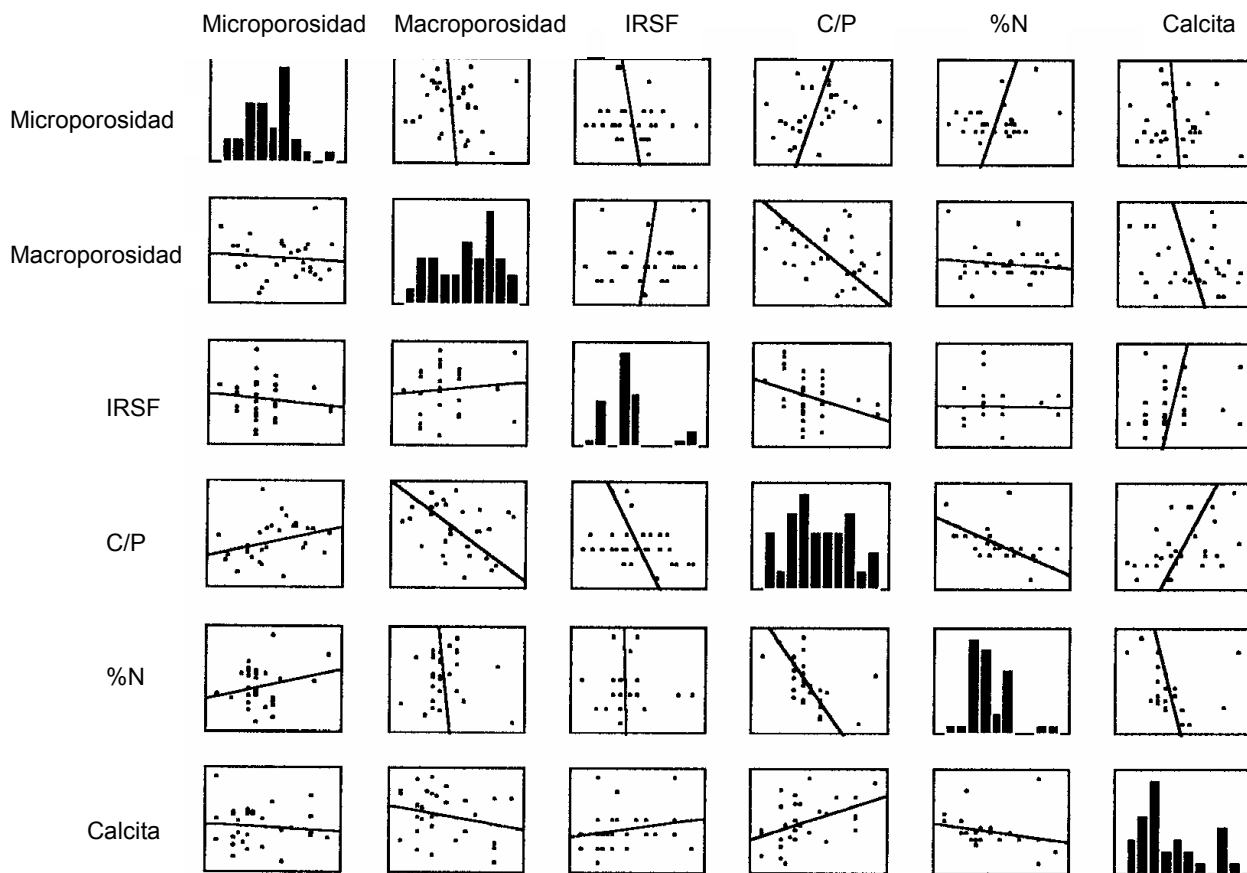 Microporosidad Macroporosidad IRSF C/P %N Calcita
Microporosidad
Macroporosidad
IRSF
C/P
%N
Calcita